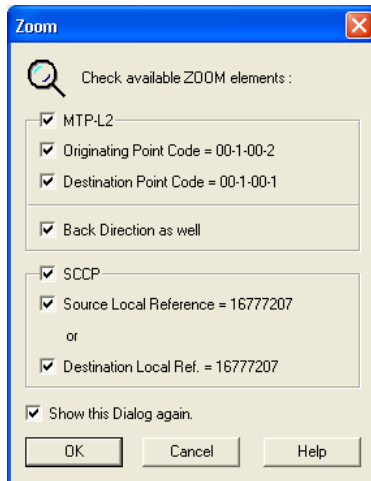 Zoom
Check available ZOOM elements :
MTP-L2
Originating Point Code = 00-1-00-2
Destination Point Code = 00-1-00-1
Back Direction as well
SCCP
Source Local Reference = 16777207
or
Destination Local Ref. = 16777207
Show this Dialog again.
OK Cancel Help